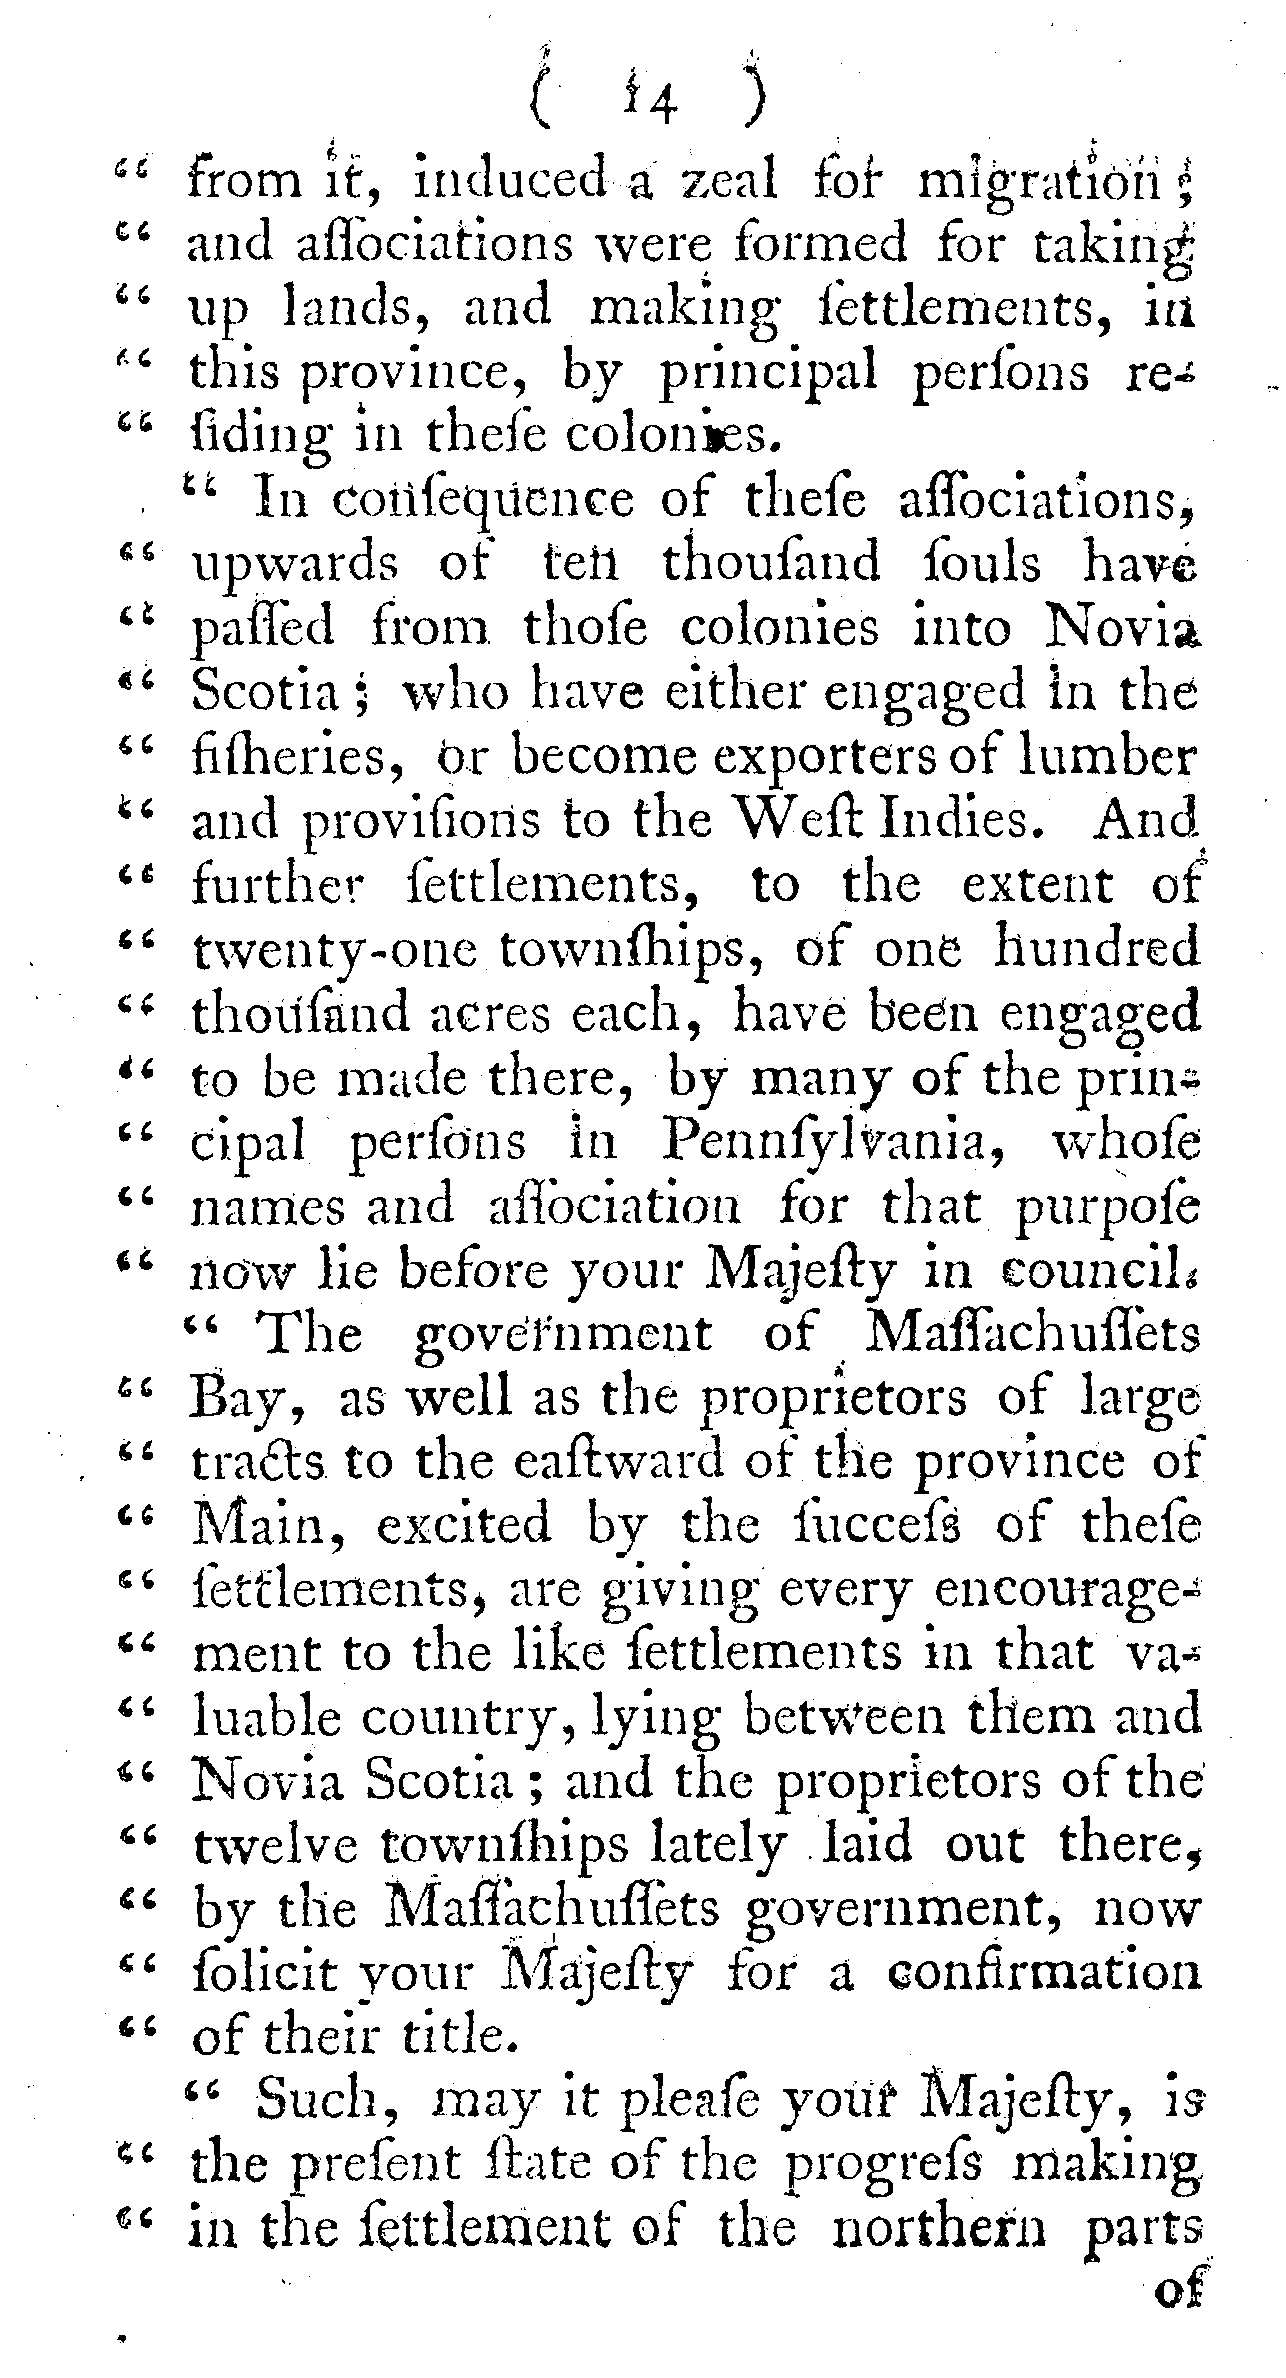 ( 14 )
“ from it, induced a zeal for migration;
“ and aſſociations were formed for taking
“ up lands, and making ſettlements, in
“ this province, by principal perſons re-
“ ſiding in theſe colonies.
“ In conſequence of theſe aſſociations,
“ upwards of ten thouſand ſouls have
“ paſſed from thoſe colonies into Novia
“ Scotia; who have either engaged in the
“ fiſheries, or become exporters of lumber
“ and proviſions to the Weſt Indies. And
“ further ſettlements, to the extent of
“ twenty-one townſhips, of one hundred
“ thouſand acres each, have been engaged
“ to be made there, by many of the prin-
“ cipal perſons in Pennſylvania, whoſe
“ names and aſſociation for that purpoſe
“ now lie before your Majeſty in council.
“ The government of Maſſachuſſets
“ Bay, as well as the proprietors of large
“ tracts to the eaſtward of the province of
“ Main, excited by the ſucceſs of theſe
“ ſettlements, are giving every encourage-
“ ment to the like ſettlements in that va-
“ luable country, lying between them and
“ Novia Scotia; and the proprietors of the
“ twelve townſhips lately laid out there,
“ by the Maſſachuſſets government, now
“ ſolicit your Majeſty for a confirmation
“ of their title.
“ Such, may it pleaſe your Majeſty, is
“ the preſent ſtate of the progreſs making
“ in the ſettlement of the northern parts
of